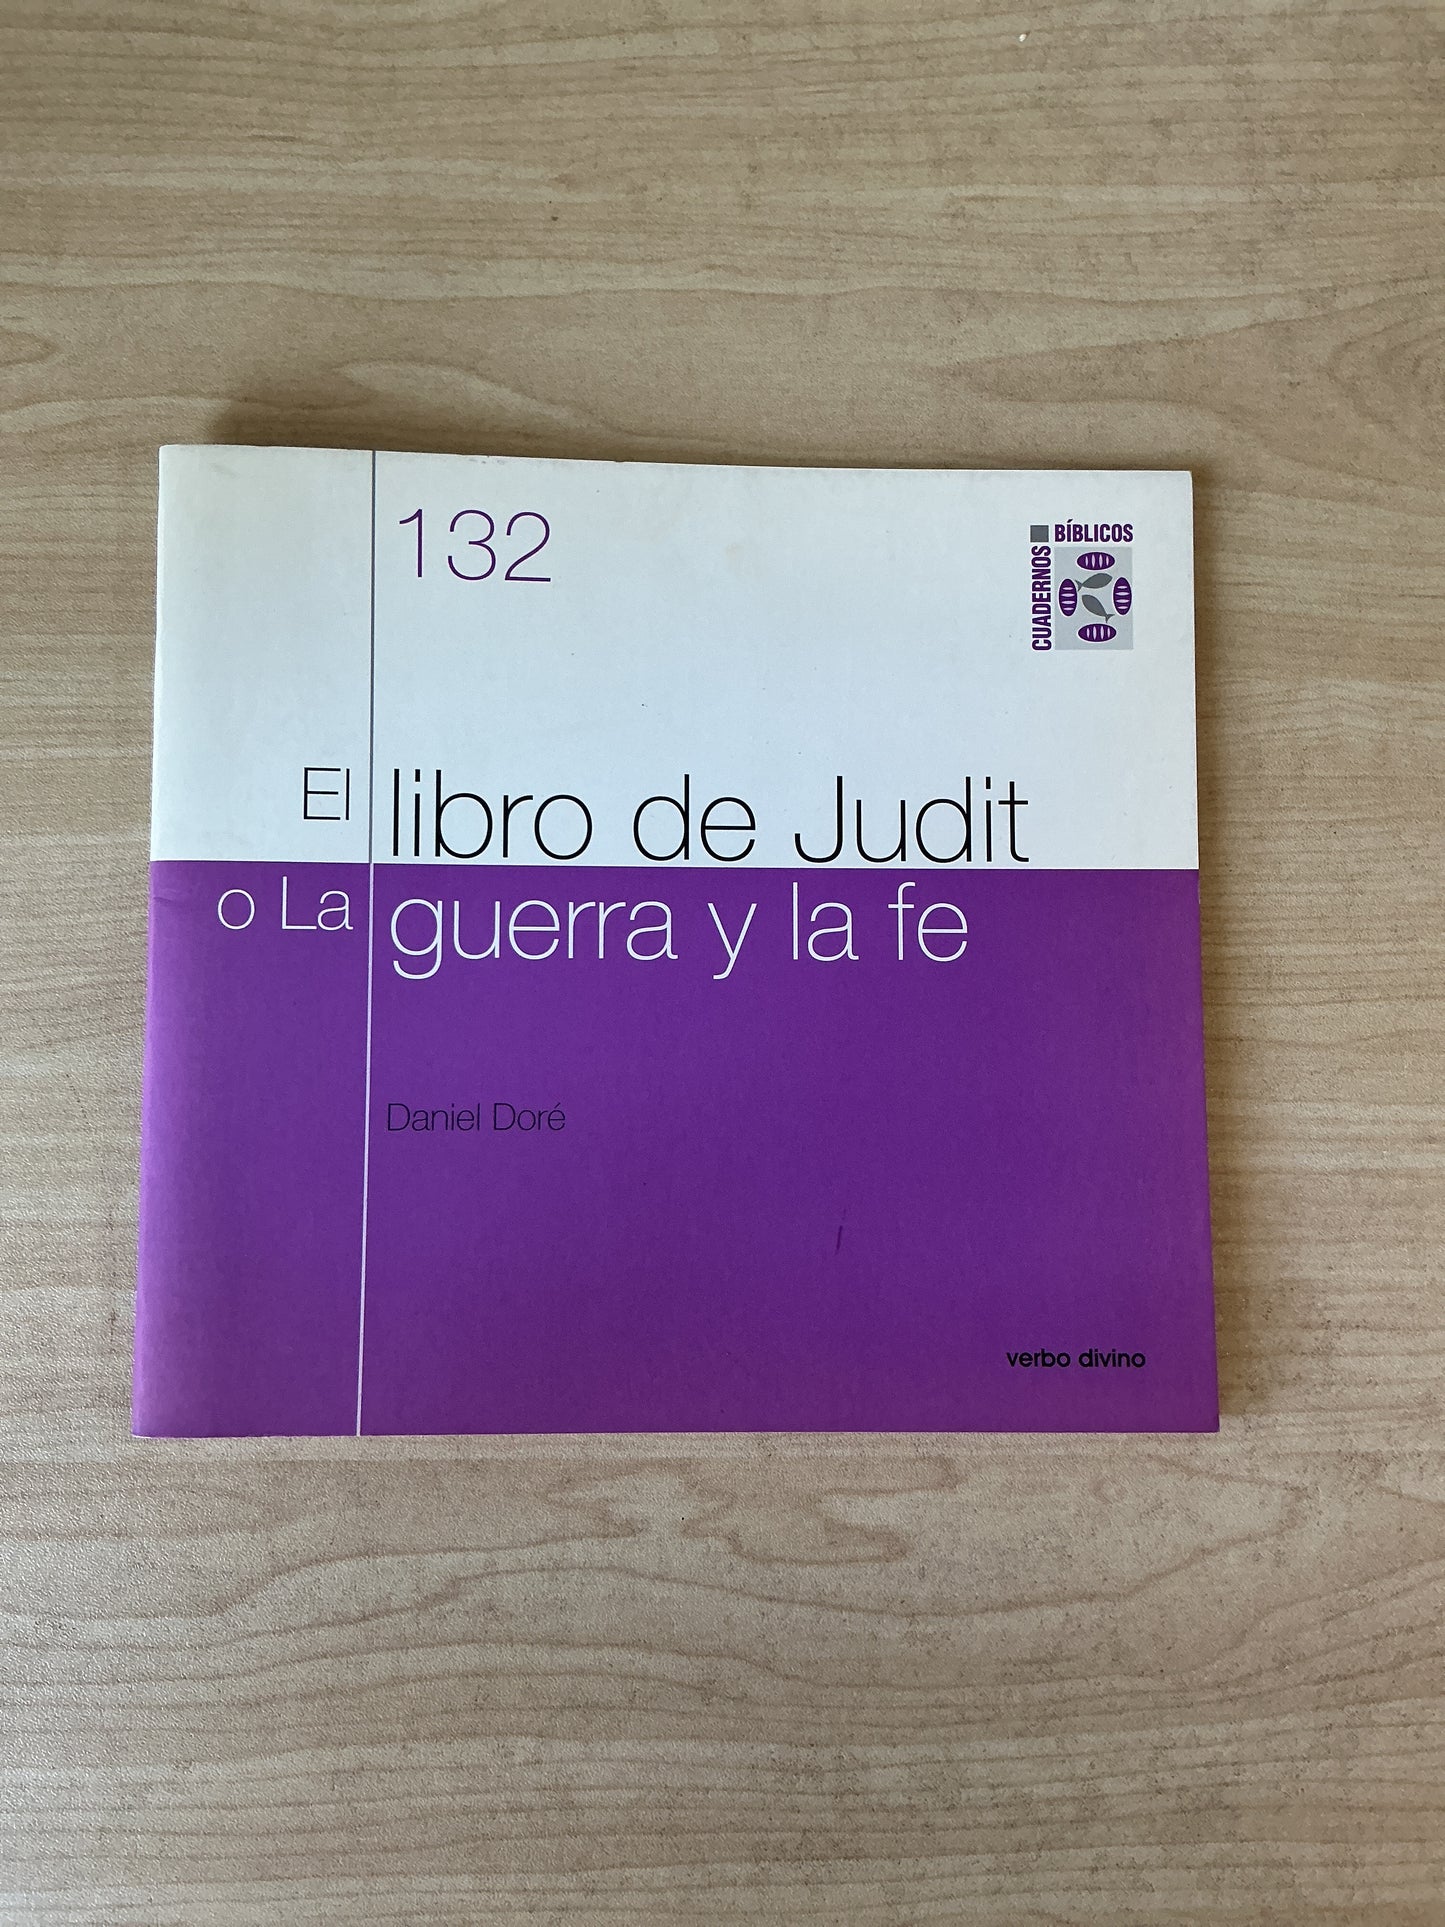 132
CUADERNOS
BÍBLICOS
El libro de Judit
o La guerra y la fe
Daniel Doré
verbo divino